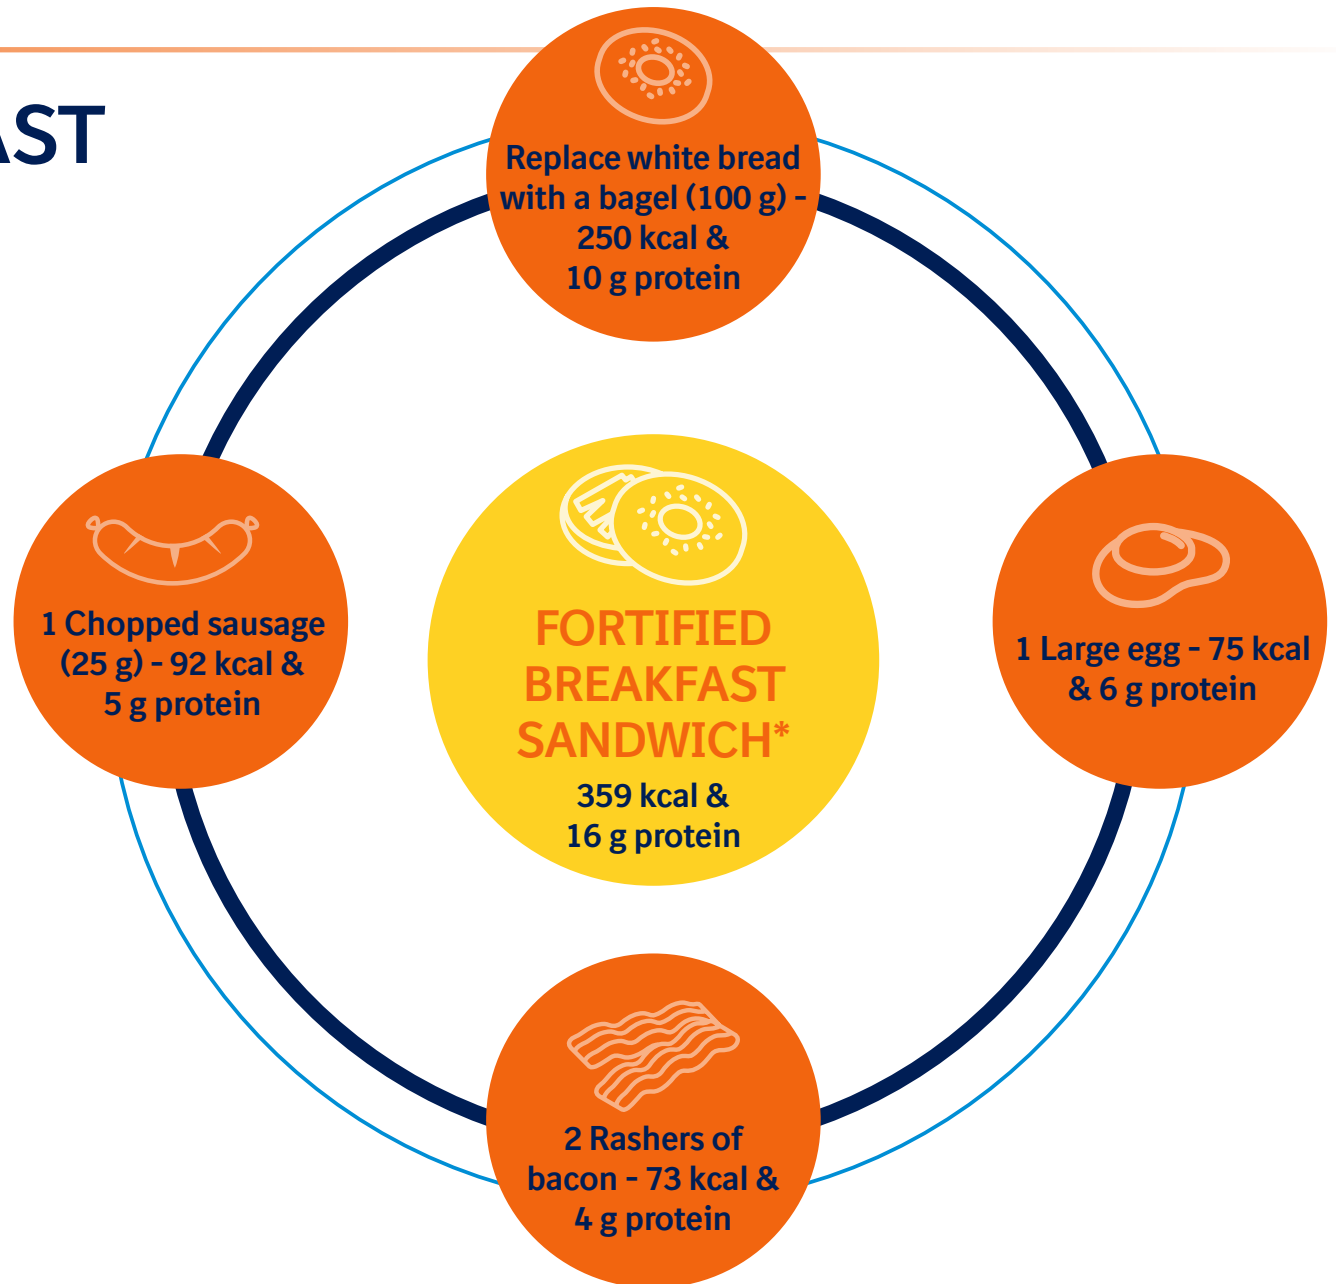 AST
Replace white bread
with a bagel (100 g) -
250 kcal &
10 g protein
1 Chopped sausage
(25 g) - 92 kcal &
5 g protein
FORTIFIED
BREAKFAST
SANDWICH*
359 kcal &
16 g protein
1 Large egg - 75 kcal
& 6 g protein
2 Rashers of
bacon - 73 kcal &
4 g protein